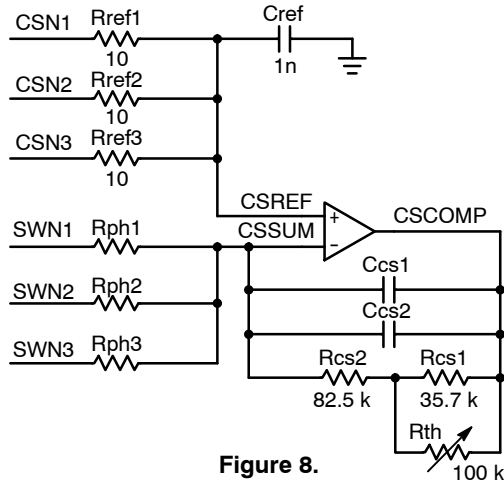 CSN1 Rref1 Cref
10 1n
CSN2 Rref2
10
CSN3 Rref3
10
CSREF
+
CSCOMP
SWN1 Rph1 CSSUM
−
Ccs1
SWN2 Rph2
Ccs2
SWN3 Rph3
Rcs2 Rcs1
82.5 k 35.7 k
Rth
100 k
Figure 8.